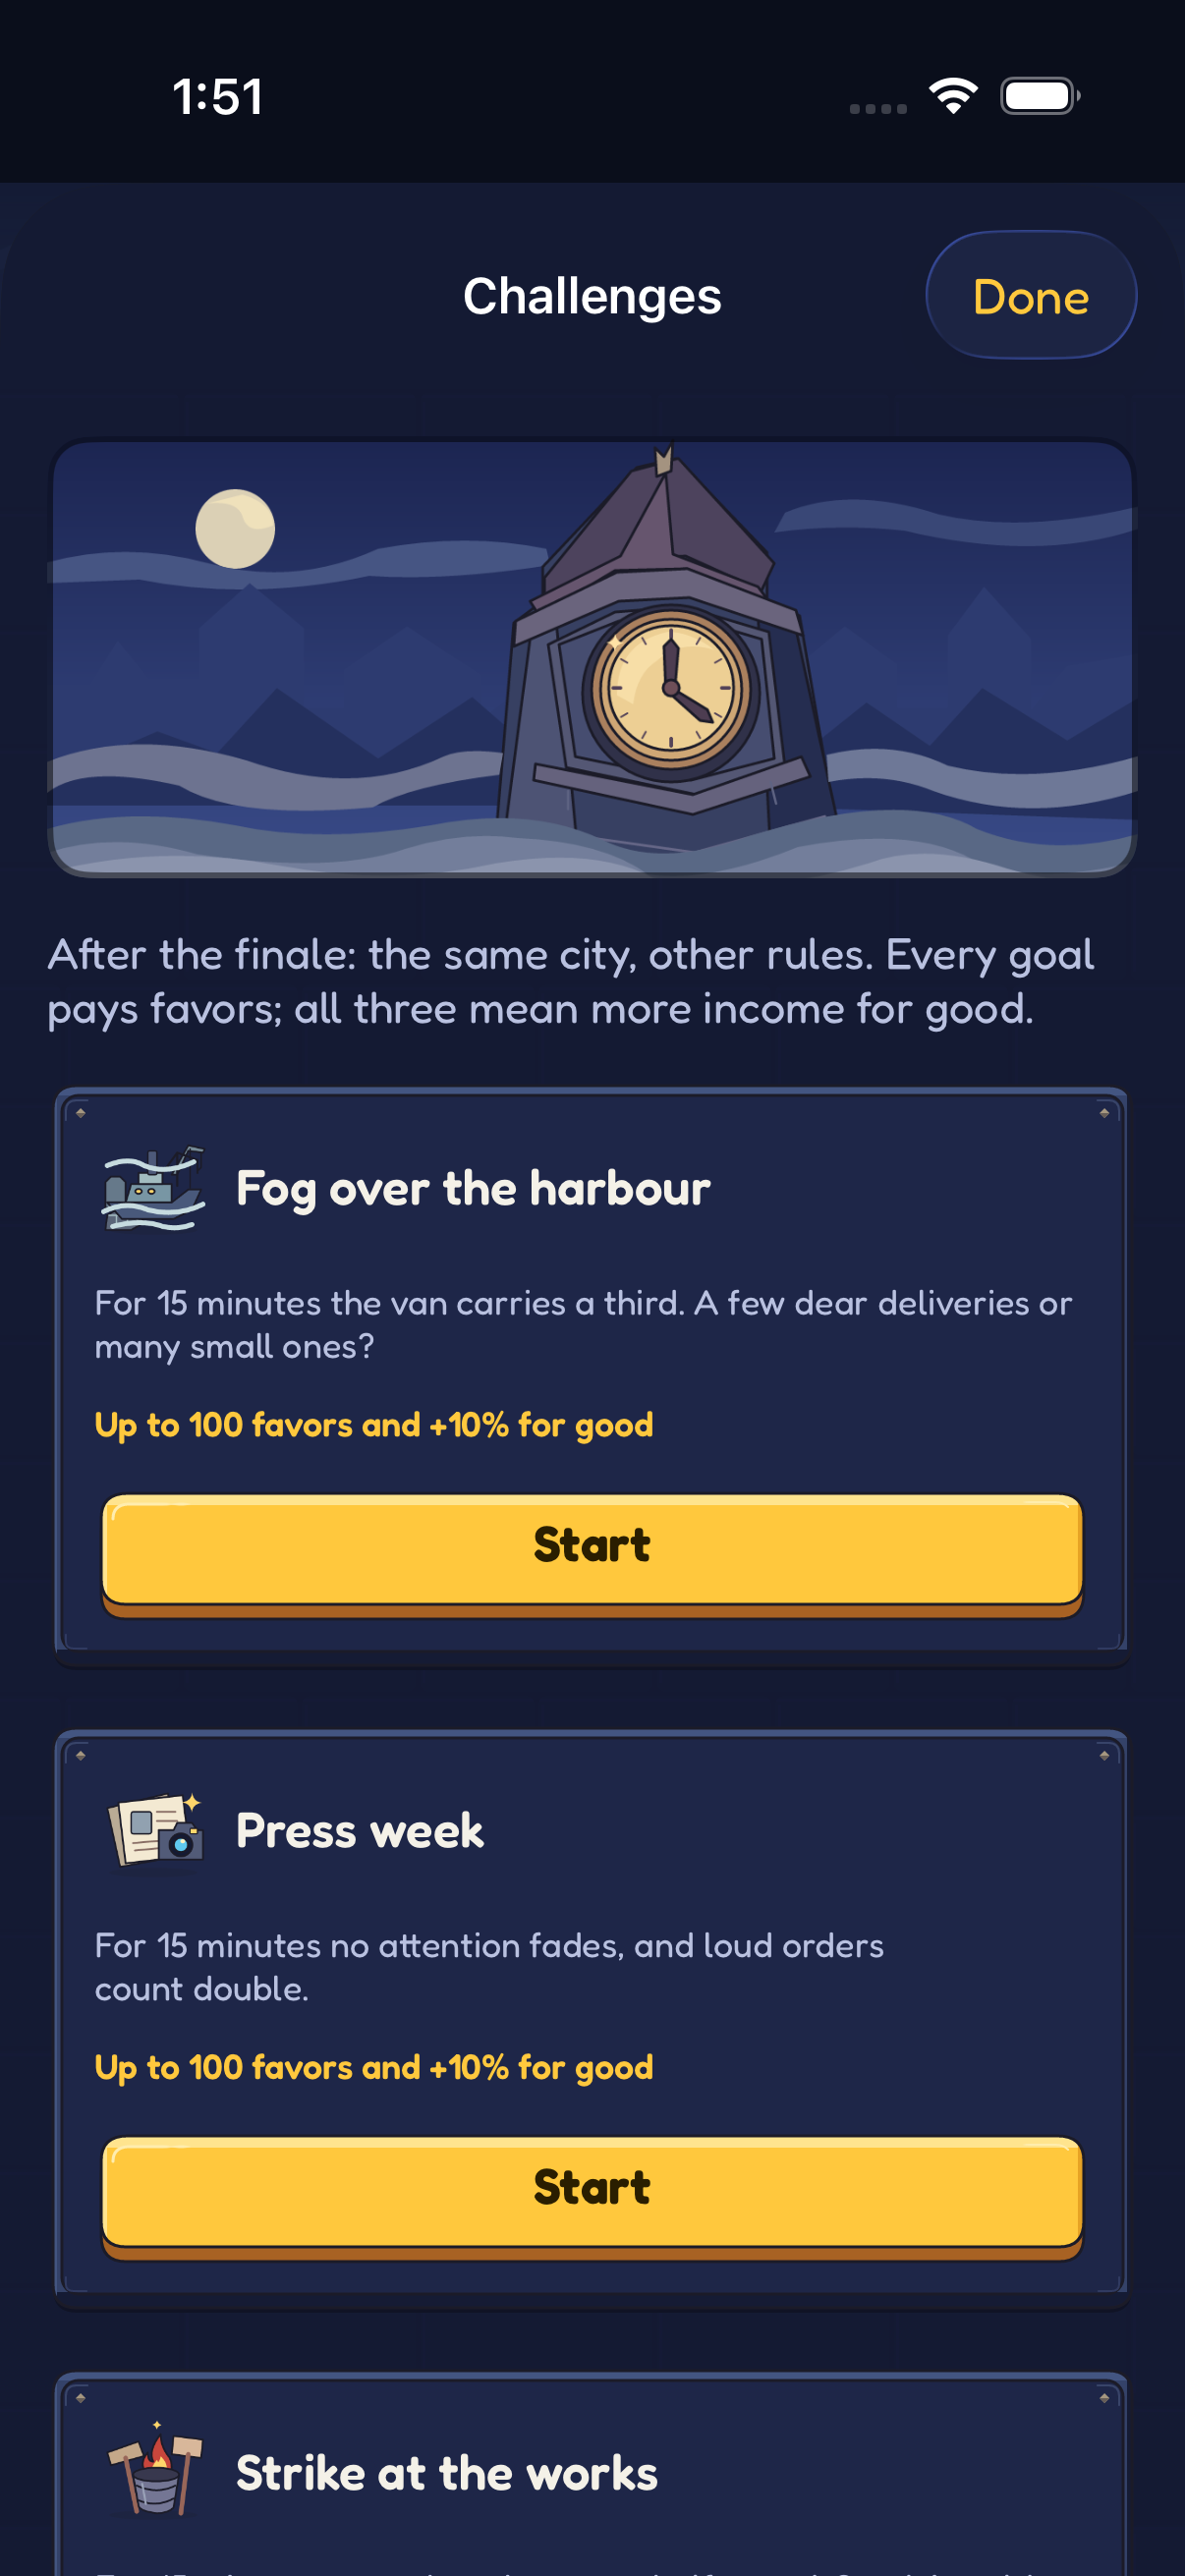 1:51
Challenges
Done
After the finale: the same city, other rules. Every goal
pays favors; all three mean more income for good.
Fog over the harbour
For 15 minutes the van carries a third. A few dear deliveries or
many small ones?
Up to 100 favors and +10% for good
Start
Press week
For 15 minutes no attention fades, and loud orders
count double.
Up to 100 favors and +10% for good
Start
Strike at the works